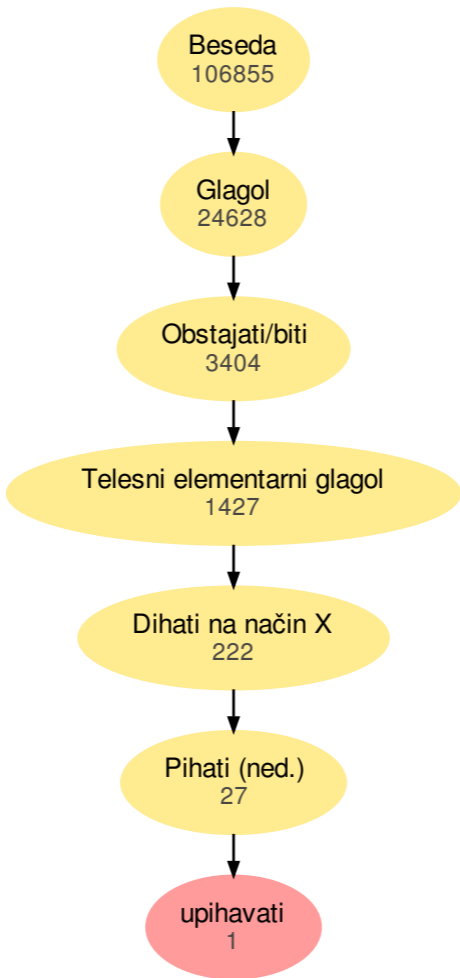 Beseda
106855
Glagol
24628
Obstajati/biti
3404
Telesni elementarni glagol
1427
Dihati na način X
222
Pihati (ned.)
27
upihavati
1